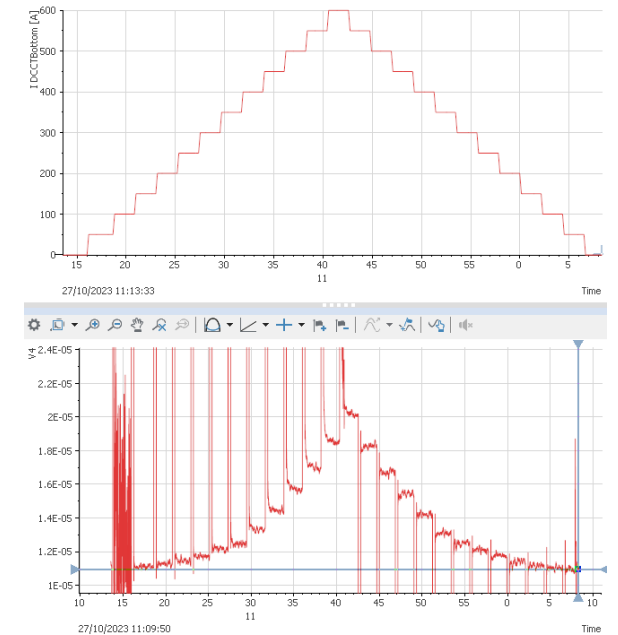 I DCCTBottom [A]
600
500
400
300
200
100
0
15 20 25 30 35 40 45 50 55 0 5
11
27/10/2023 11:13:33 Time
V4
2.4E-05
2.2E-05
2E-05
1.8E-05
1.6E-05
1.4E-05
1.2E-05
1E-05
10 15 20 25 30 35 40 45 50 55 0 5 10
11
27/10/2023 11:09:50 Time